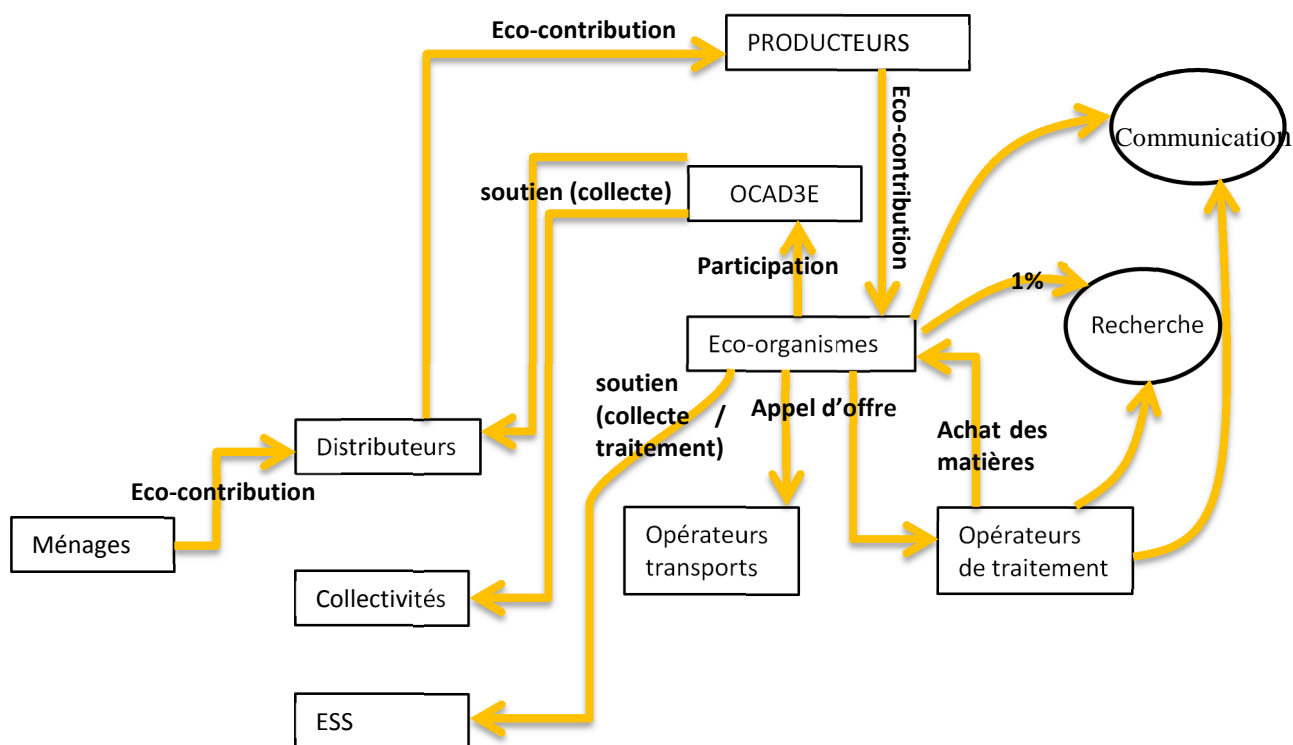 Eco-contribution
PRODUCTEURS
Eco-contribution
Communication
soutien (collecte)
OCAD3E
Participation
1%
Recherche
Eco-organismes
soutien
(collecte /
traitement)
Appel d’offre
Achat des
matières
Distributeurs
Eco-contribution
Ménages
Opérateurs
transports
Opérateurs
de traitement
Collectivités
ESS